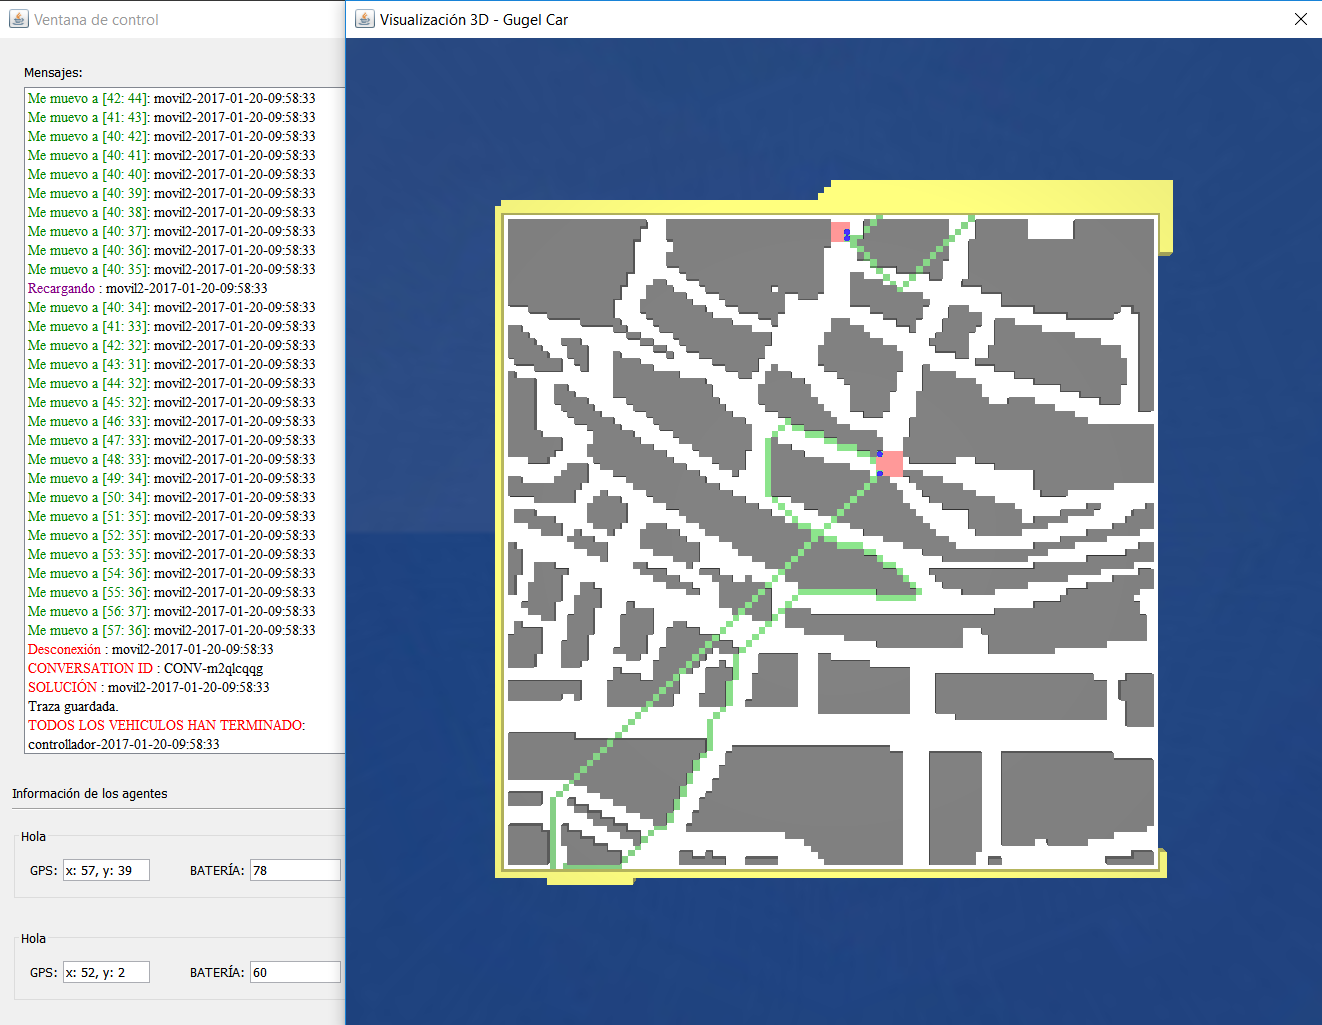 Ventana de control
Visualización 3D - Gugel Car
Mensajes:
Me muevo a [42: 44]: movil2-2017-01-20-09:58:33
Me muevo a [41: 43]: movil2-2017-01-20-09:58:33
Me muevo a [40: 42]: movil2-2017-01-20-09:58:33
Me muevo a [40: 41]: movil2-2017-01-20-09:58:33
Me muevo a [40: 40]: movil2-2017-01-20-09:58:33
Me muevo a [40: 39]: movil2-2017-01-20-09:58:33
Me muevo a [40: 38]: movil2-2017-01-20-09:58:33
Me muevo a [40: 37]: movil2-2017-01-20-09:58:33
Me muevo a [40: 36]: movil2-2017-01-20-09:58:33
Me muevo a [40: 35]: movil2-2017-01-20-09:58:33
Recargando : movil2-2017-01-20-09:58:33
Me muevo a [40: 34]: movil2-2017-01-20-09:58:33
Me muevo a [41: 33]: movil2-2017-01-20-09:58:33
Me muevo a [42: 32]: movil2-2017-01-20-09:58:33
Me muevo a [43: 31]: movil2-2017-01-20-09:58:33
Me muevo a [44: 32]: movil2-2017-01-20-09:58:33
Me muevo a [45: 32]: movil2-2017-01-20-09:58:33
Me muevo a [46: 33]: movil2-2017-01-20-09:58:33
Me muevo a [47: 33]: movil2-2017-01-20-09:58:33
Me muevo a [48: 33]: movil2-2017-01-20-09:58:33
Me muevo a [49: 34]: movil2-2017-01-20-09:58:33
Me muevo a [50: 34]: movil2-2017-01-20-09:58:33
Me muevo a [51: 35]: movil2-2017-01-20-09:58:33
Me muevo a [52: 35]: movil2-2017-01-20-09:58:33
Me muevo a [53: 35]: movil2-2017-01-20-09:58:33
Me muevo a [54: 36]: movil2-2017-01-20-09:58:33
Me muevo a [55: 36]: movil2-2017-01-20-09:58:33
Me muevo a [56: 37]: movil2-2017-01-20-09:58:33
Me muevo a [57: 36]: movil2-2017-01-20-09:58:33
Desconexión : movil2-2017-01-20-09:58:33
CONVERSATION ID : CONV-m2qlcqqg
SOLUCIÓN : movil2-2017-01-20-09:58:33
Traza guardada.
TODOS LOS VEHICULOS HAN TERMINADO:
controllador-2017-01-20-09:58:33
Información de los agentes
Hola
GPS: x: 57, y: 39 BATERÍA: 78
Hola
GPS: x: 52, y: 2 BATERÍA: 60